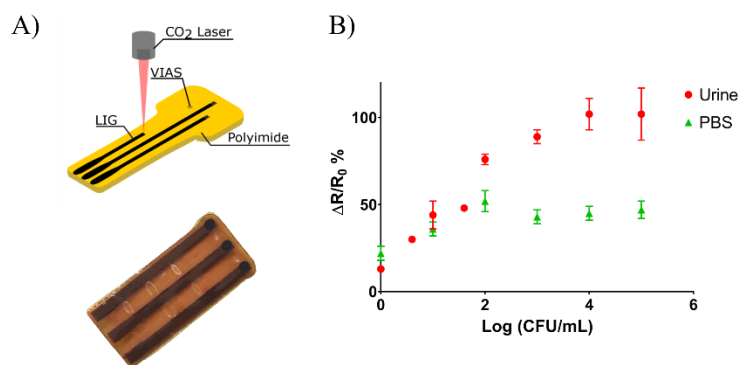 A)
CO2 Laser
VIAS
LIG
Polyimide
B)
Urine
PBS
ΔR/R0 %
100
50
0
0 2 4 6
Log (CFU/mL)